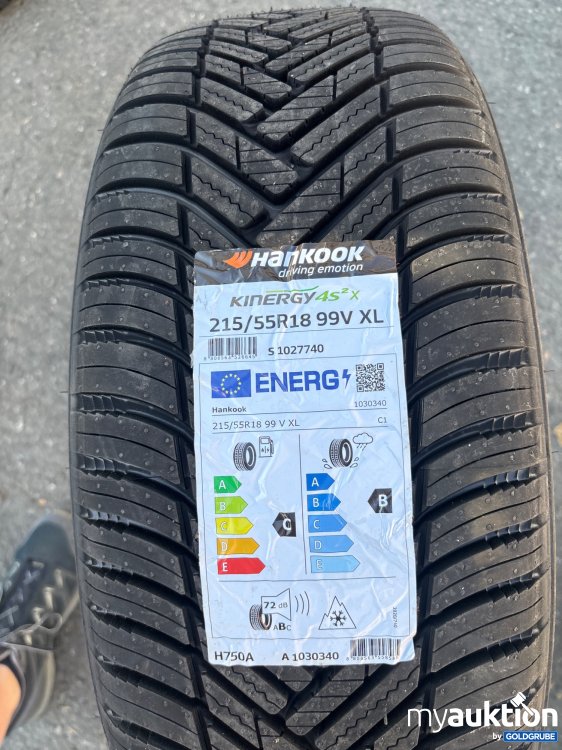 Hankook
driving emotion
KINERGY 4S² X
215/55R18 99V XL
S 1027740
ENERG
Hankook 1030340
215/55R18 99 V XL C1
A A
B B
C C
D D
E E
C
B
72 dB
ABC
H750A A 1030340
myauktion
by GOLDGRUBE